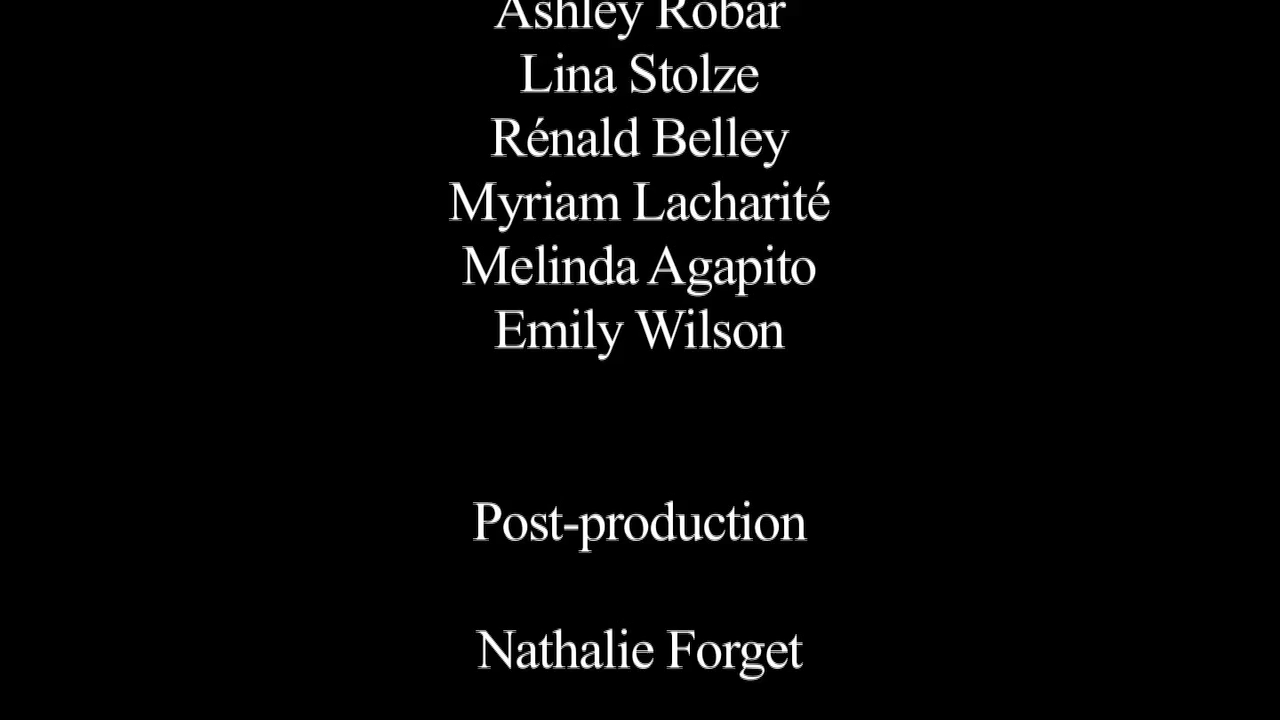 Ashley Robar
Lina Stolze
Rénald Belley
Myriam Lacharité
Melinda Agapito
Emily Wilson
Post-production
Nathalie Forget